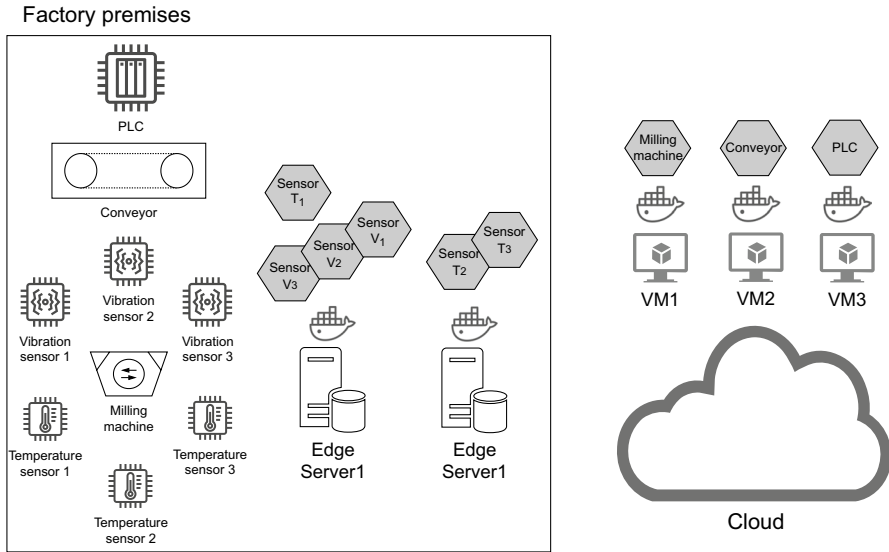 Factory premises
PLC
Conveyor
Vibration
sensor 2
Vibration
sensor 1
Vibration
sensor 3
Milling
machine
Temperature
sensor 1
Temperature
sensor 3
Temperature
sensor 2
Sensor
T1
Sensor
V1
Sensor
V2
Sensor
V3
Edge
Server1
Sensor
T3
Sensor
T2
Edge
Server1
Milling
machine
Conveyor
PLC
VM1
VM2
VM3
Cloud